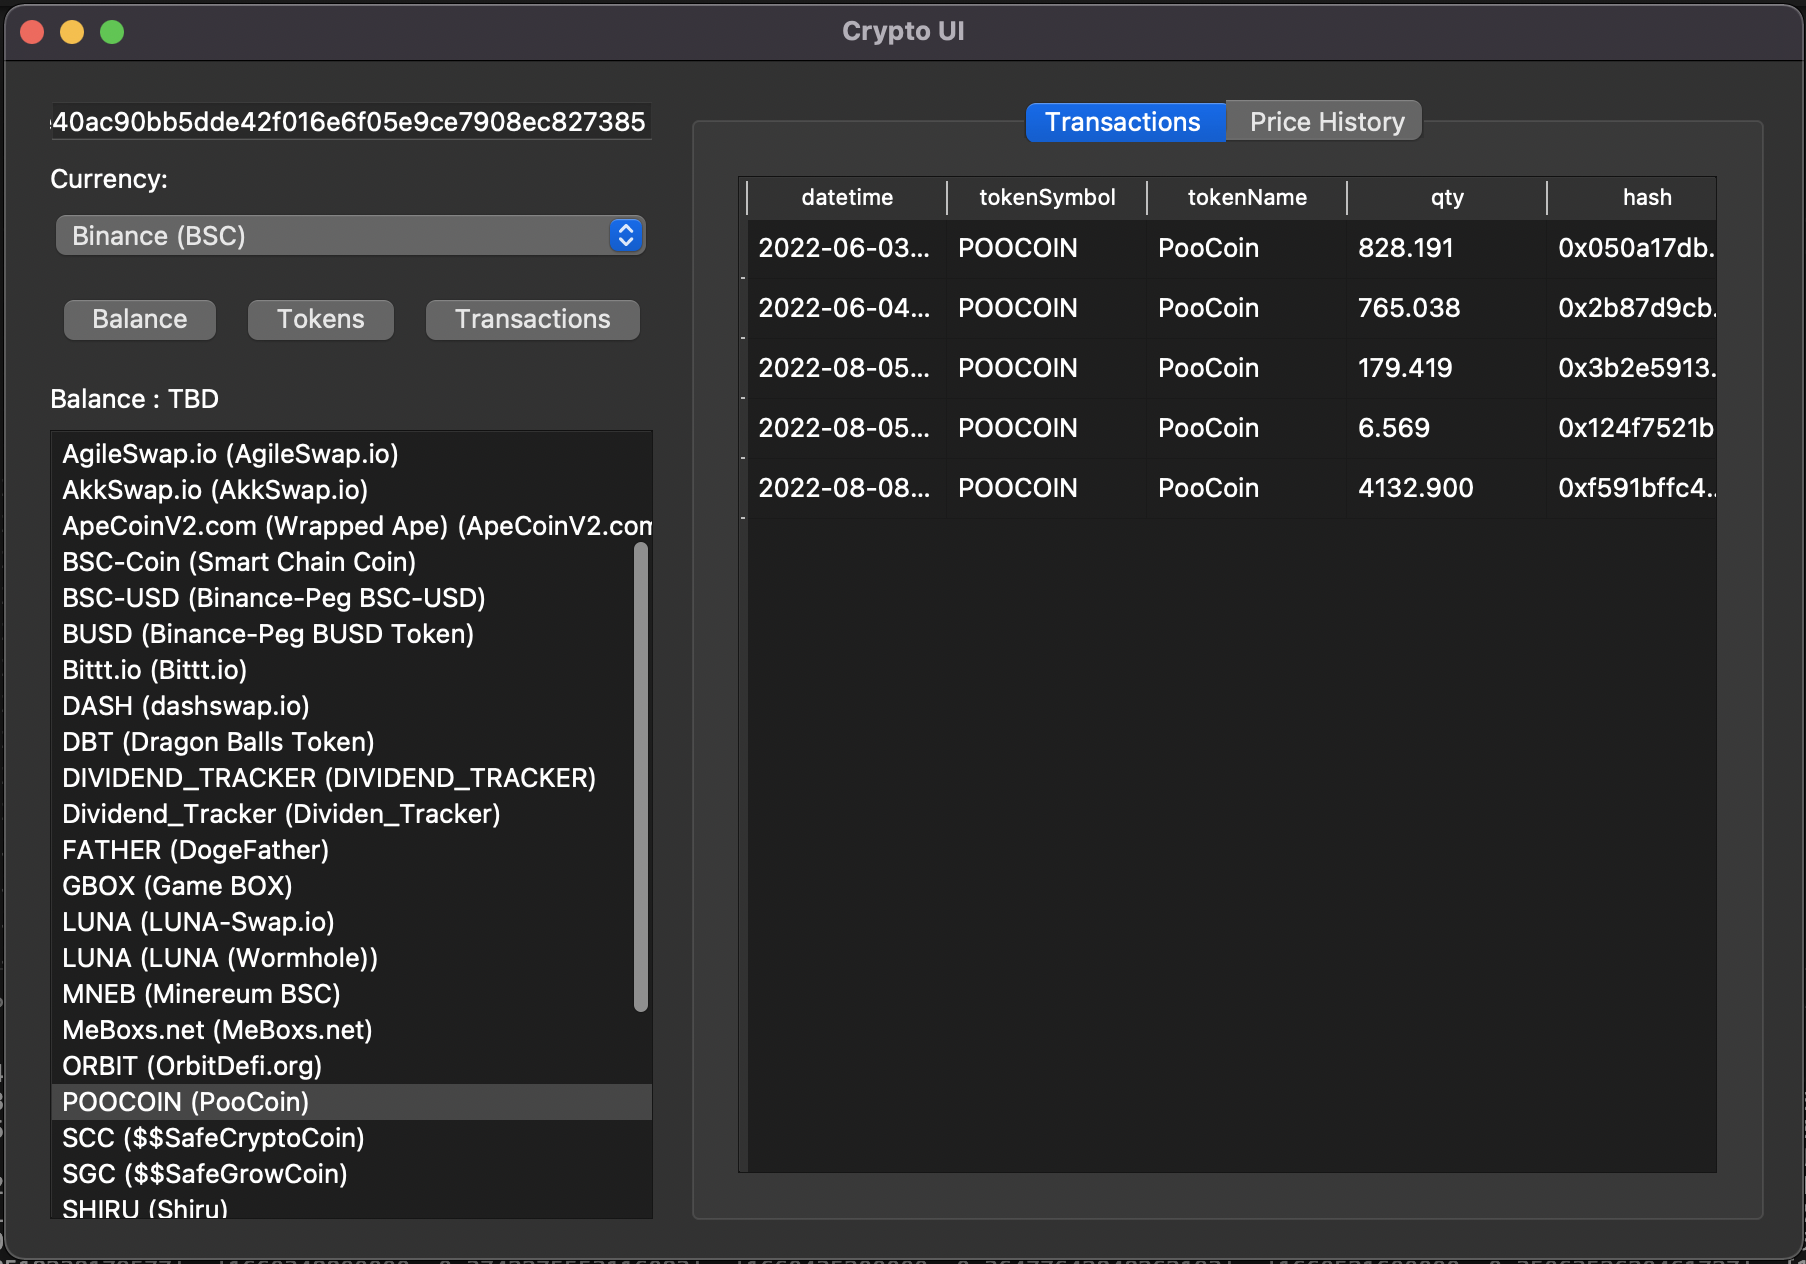 Crypto UI
40ac90bb5dde42f016e6f05e9ce7908ec827385
Currency:
Binance (BSC)
Balance Tokens Transactions
Balance : TBD
AgileSwap.io (AgileSwap.io)
AkkSwap.io (AkkSwap.io)
ApeCoinV2.com (Wrapped Ape) (ApeCoinV2.com
BSC-Coin (Smart Chain Coin)
BSC-USD (Binance-Peg BSC-USD)
BUSD (Binance-Peg BUSD Token)
Bittt.io (Bittt.io)
DASH (dashswap.io)
DBT (Dragon Balls Token)
DIVIDEND_TRACKER (DIVIDEND_TRACKER)
Dividend_Tracker (Dividen_Tracker)
FATHER (DogeFather)
GBOX (Game BOX)
LUNA (LUNA-Swap.io)
LUNA (LUNA (Wormhole))
MNEB (Minereum BSC)
MeBoxs.net (MeBoxs.net)
ORBIT (OrbitDefi.org)
POOCOIN (PooCoin)
SCC ($$SafeCryptoCoin)
SGC ($$SafeGrowCoin)
SHIRU (Shiru)
Transactions Price History
datetime tokenSymbol tokenName qty hash
2022-06-03... POOCOIN PooCoin 828.191 0x050a17db.
2022-06-04... POOCOIN PooCoin 765.038 0x2b87d9cb.
2022-08-05... POOCOIN PooCoin 179.419 0x3b2e5913.
2022-08-05... POOCOIN PooCoin 6.569 0x124f7521b
2022-08-08... POOCOIN PooCoin 4132.900 0xf591bffc4..